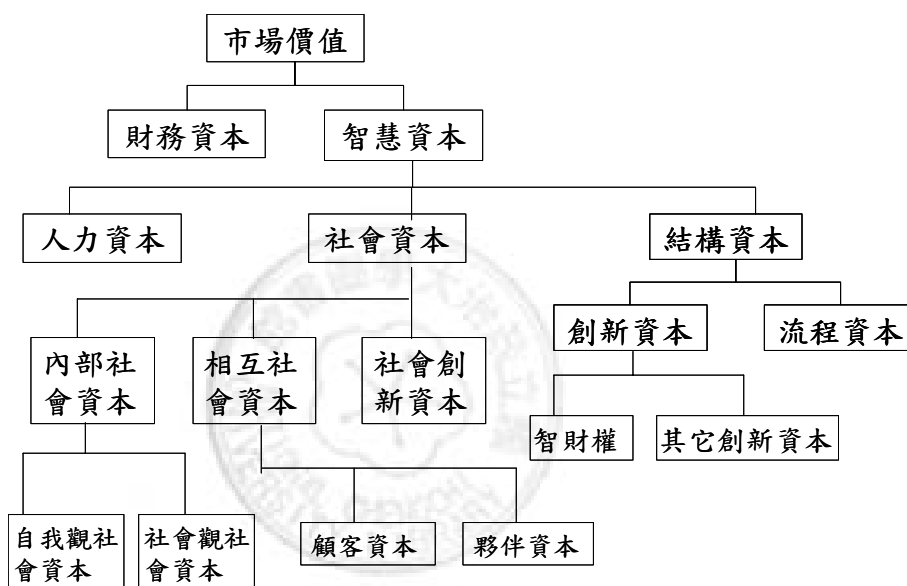 市場價值
財務資本
智慧資本
人力資本
社會資本
結構資本
創新資本
流程資本
內部社
會資本
相互社
會資本
社會創
新資本
智財權
其它創新資本
自我觀社
會資本
社會觀社
會資本
顧客資本
夥伴資本